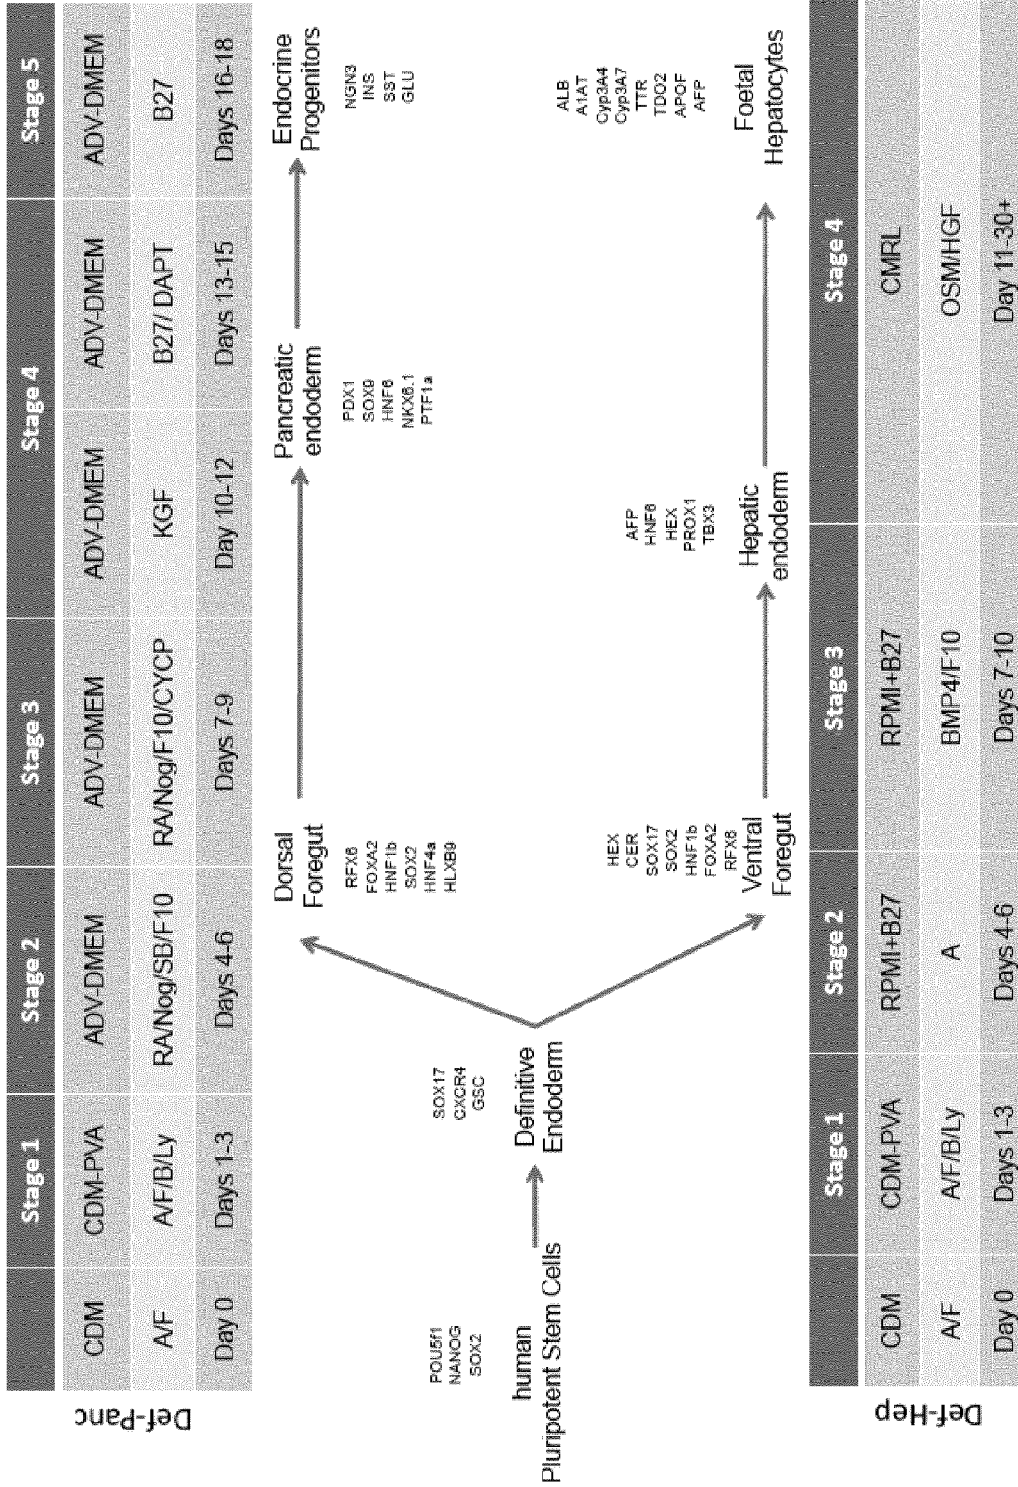 Def-Panc
Stage 1
Stage 2
Stage 3
Stage 4
Stage 5
CDM
CDM-PVA
ADV-DMEM
ADV-DMEM
ADV-DMEM
ADV-DMEM
ADV-DMEM
A/F
A/F/B/Ly
RA/Nog/SB/F10
RA/Nog/F10/CYCP
KGF
B27/ DAPT
B27
Day 0
Days 1-3
Days 4-6
Days 7-9
Day 10-12
Days 13-15
Days 16-18
POU5f1
NANOG
SOX2
human
Pluripotent Stem Cells
SOX17
CXCR4
GSC
Definitive
Endoderm
Dorsal
Foregut
RFX6
FOXA2
HNF1b
SOX2
HNF4a
HLXB9
Pancreatic
endoderm
PDX1
SOX9
HNF6
NKX6.1
PTF1a
Endocrine
Progenitors
NGN3
INS
SST
GLU
HEX
CER
SOX17
SOX2
HNF1b
FOXA2
RFX6
Ventral
Foregut
AFP
HNF6
HEX
PROX1
TBX3
Hepatic
endoderm
ALB
A1AT
Cyp3A4
Cyp3A7
TTR
TDO2
APOF
AFP
Foetal
Hepatocytes
Def-Hep
Stage 1
Stage 2
Stage 3
Stage 4
CDM
CDM-PVA
RPMI+B27
RPMI+B27
CMRL
A/F
A/F/B/Ly
A
BMP4/F10
OSM/HGF
Day 0
Days 1-3
Days 4-6
Days 7-10
Day 11-30+